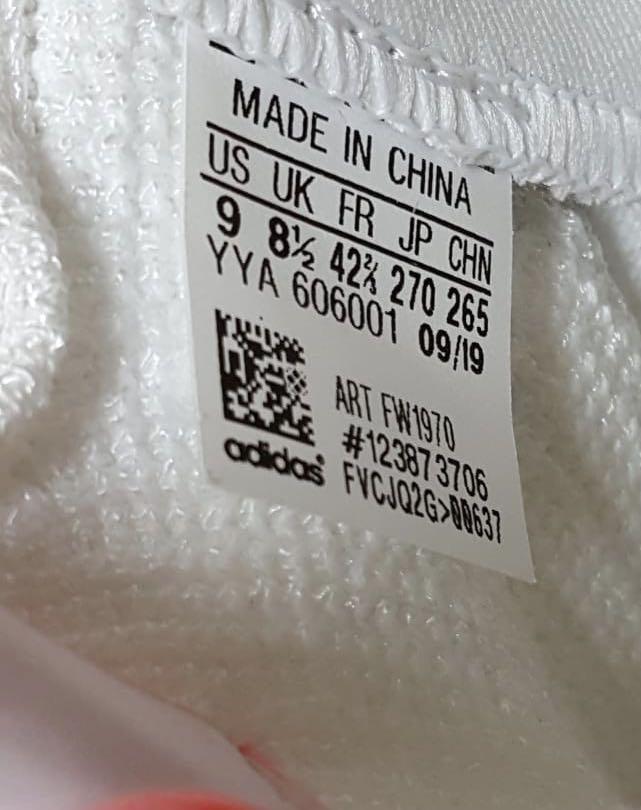 MADE IN CHINA
US UK FR JP CHN
9 8½ 42⅔ 270 265
YYA 606001 09/19
ART FW1970
#123873706
FVCJQ2G>00637
adidas